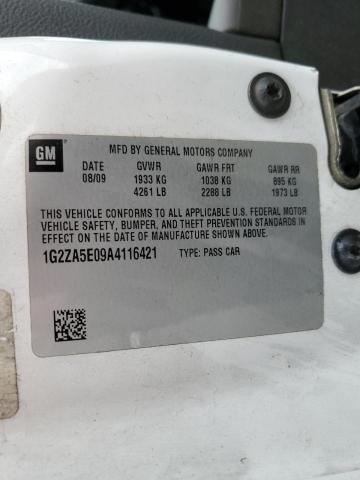 GM
MFD BY GENERAL MOTORS COMPANY
DATE GVWR GAWR FRT GAWR RR
08/09 1933 KG 1038 KG 895 KG
4261 LB 2288 LB 1973 LB
THIS VEHICLE CONFORMS TO ALL APPLICABLE U.S. FEDERAL MOTOR
VEHICLE SAFETY, BUMPER, AND THEFT PREVENTION STANDARDS
IN EFFECT ON THE DATE OF MANUFACTURE SHOWN ABOVE.
1G2ZA5E09A4116421 TYPE: PASS CAR